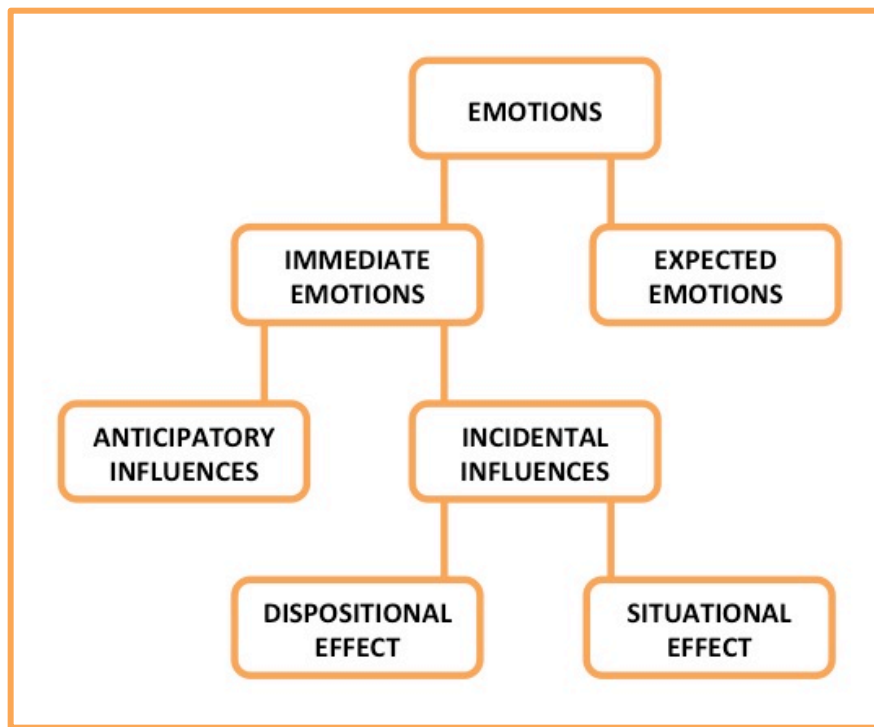 EMOTIONS
IMMEDIATE
EMOTIONS
EXPECTED
EMOTIONS
ANTICIPATORY
INFLUENCES
INCIDENTAL
INFLUENCES
DISPOSITIONAL
EFFECT
SITUATIONAL
EFFECT